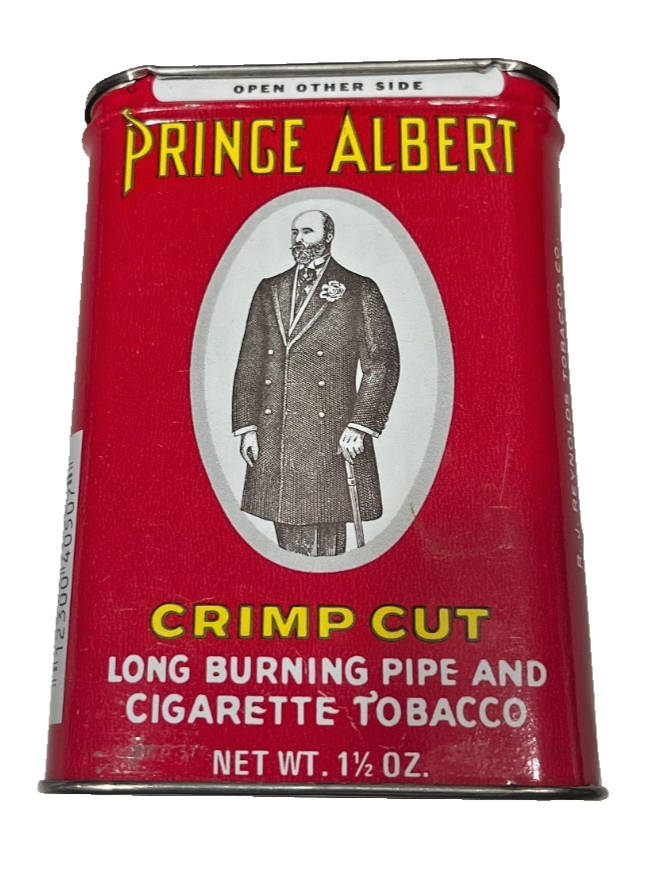 OPEN OTHER SIDE
PRINCE ALBERT
CRIMP CUT
LONG BURNING PIPE AND
CIGARETTE TOBACCO
NET WT. 1½ OZ.
R. J. REYNOLDS TOBACCO CO.